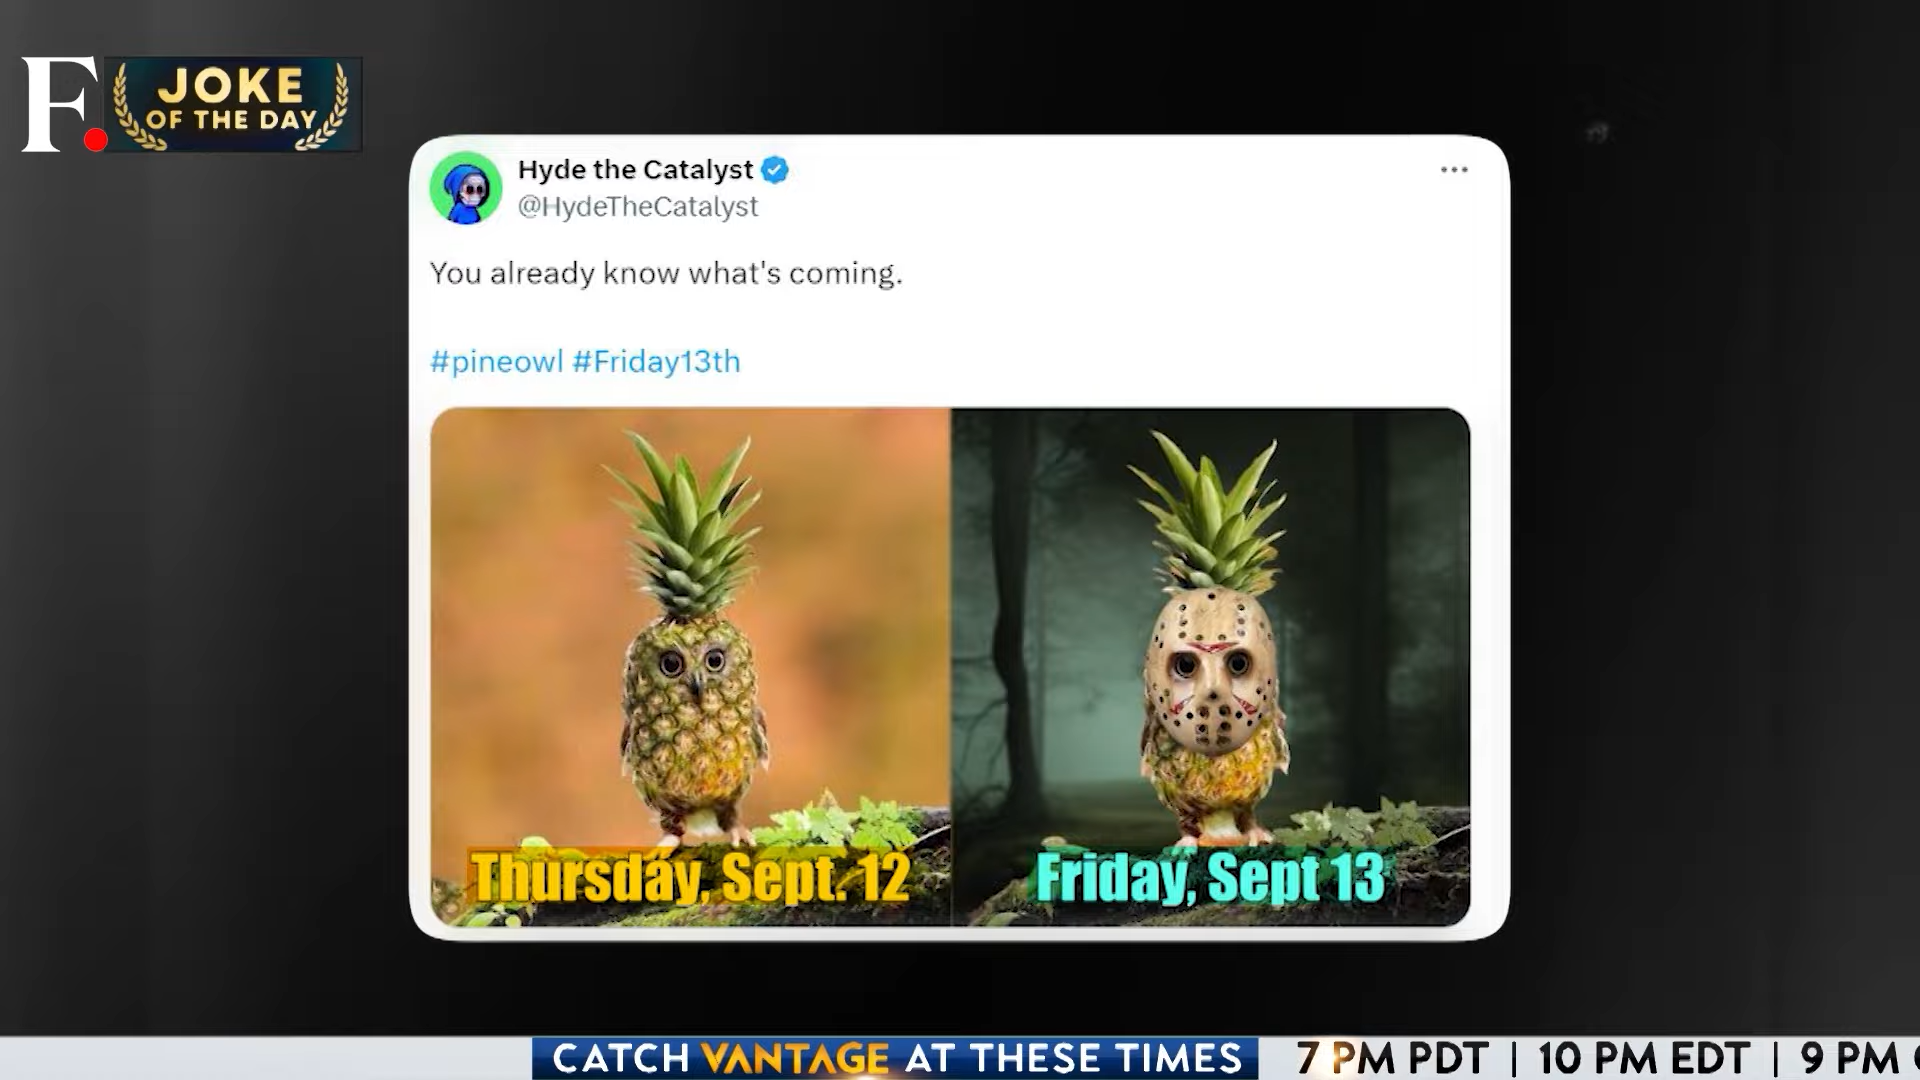 F.
JOKE
OF THE DAY
Hyde the Catalyst
@HydeTheCatalyst
You already know what's coming.
#pineowl #Friday13th
Thursday, Sept. 12
Friday, Sept 13
CATCH VANTAGE AT THESE TIMES
7 PM PDT | 10 PM EDT | 9 PM